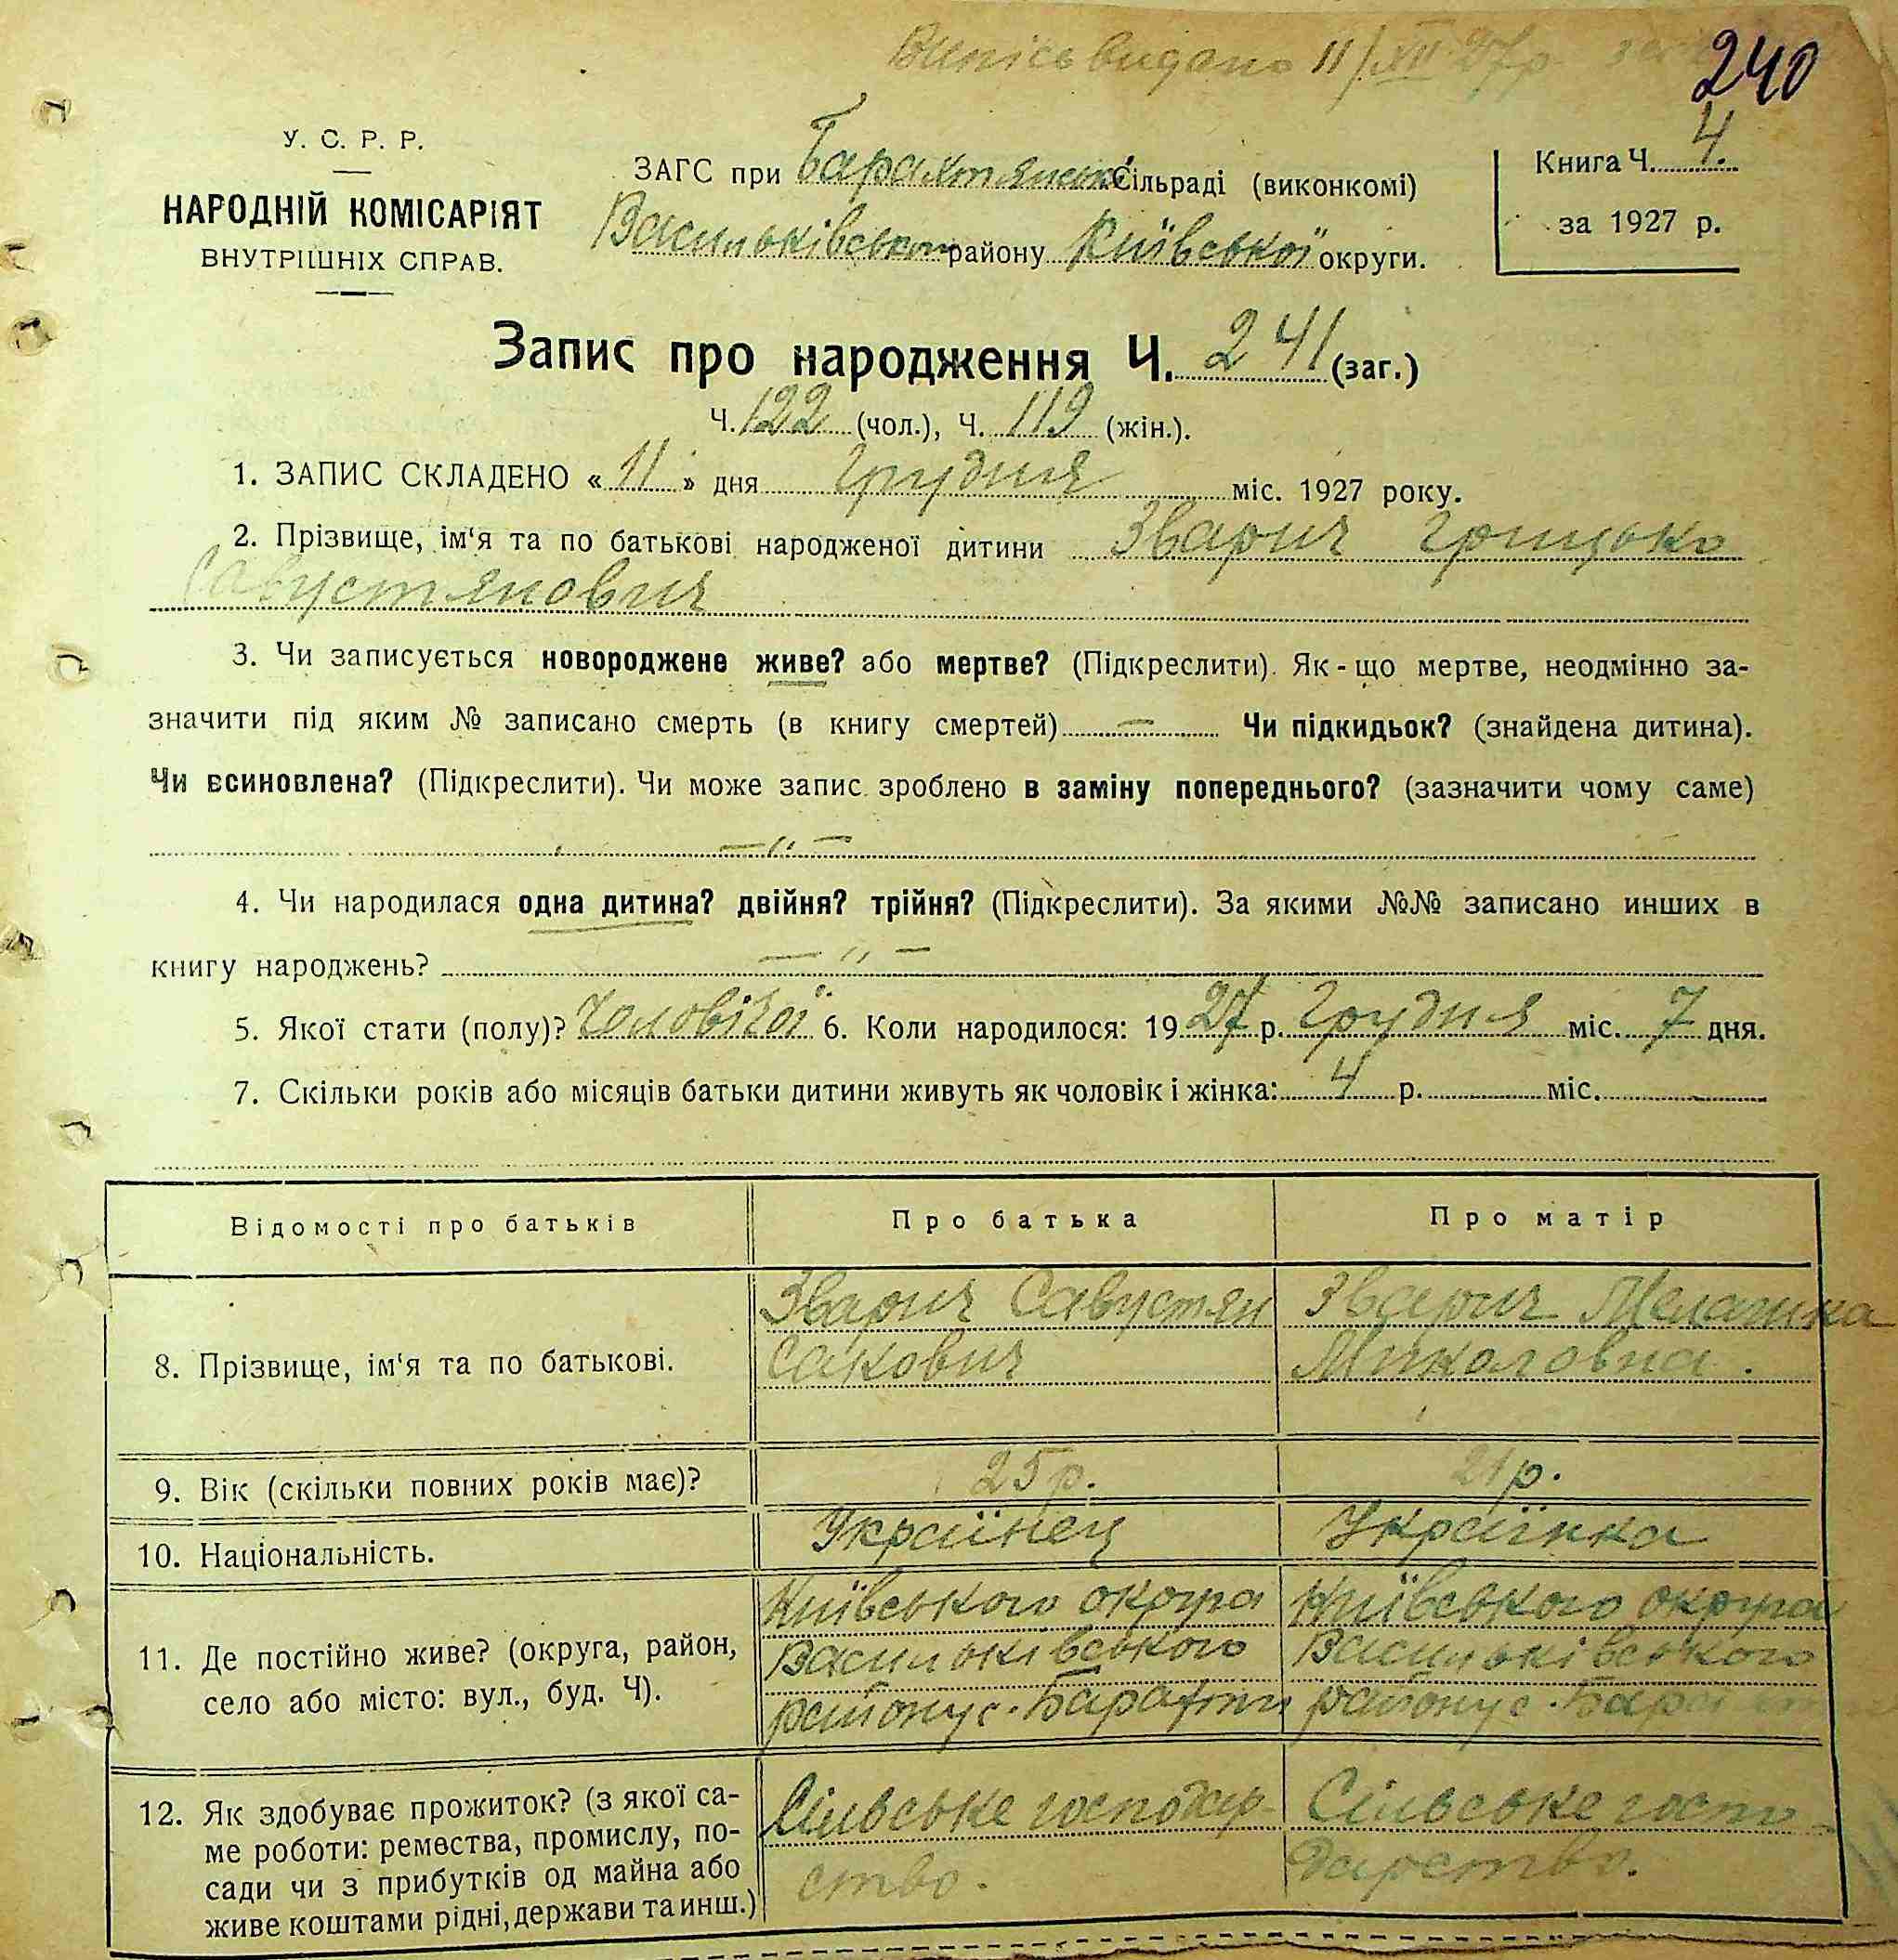 Випісь видано 11/XII 27р.
240
У. С. Р. Р.
НАРОДНІЙ КОМІСАРІЯТ
ВНУТРІШНІХ СПРАВ.
ЗАГС при Барахтянській Сільраді (виконкомі)
Васильківського району Київської округи.
Книга Ч. 4.
за 1927 р.
Запис про народження Ч. 241 (заг.)
Ч. 122 (чол.), Ч. 119 (жін.).
1. ЗАПИС СКЛАДЕНО « 11 » дня Грудня міс. 1927 року.
2. Прізвище, ім‘я та по батькові народженої дитини Зварич Грицько
Савустянович
3. Чи записується новороджене живе? або мертве? (Підкреслити). Як-що мертве, неодмінно за-
значити під яким № записано смерть (в книгу смертей) — Чи підкидьок? (знайдена дитина).
Чи всиновлена? (Підкреслити). Чи може запис зроблено в заміну попереднього? (зазначити чому саме)
— „ —
4. Чи народилася одна дитина? двійня? трійня? (Підкреслити). За якими №№ записано инших в
книгу народжень? — „ —
5. Якої стати (полу)? Чоловічої 6. Коли народилося: 1927 р. Грудня міс. 7 дня.
7. Скільки років або місяців батьки дитини живуть як чоловік і жінка: 4 р. міс.
Відомості про батьків Про батька Про матір
Зварич Савустян Зварич Мелашка
8. Прізвище, ім‘я та по батькові. Сакович Миколовна.
9. Вік (скільки повних років має)? 25 р. 21 р.
10. Національність. Українец Українка
Київського округа Київського округа
11. Де постійно живе? (округа, район, Васильківського Васильківського
село або місто: вул., буд. Ч). району с. Барахти району с. Барахти
12. Як здобуває прожиток? (з якої са- Сільське господар- Сільське госпо-
ме роботи: ремества, промислу, по- ство. дарство.
сади чи з прибутків од майна або
живе коштами рідні, держави та инш.)